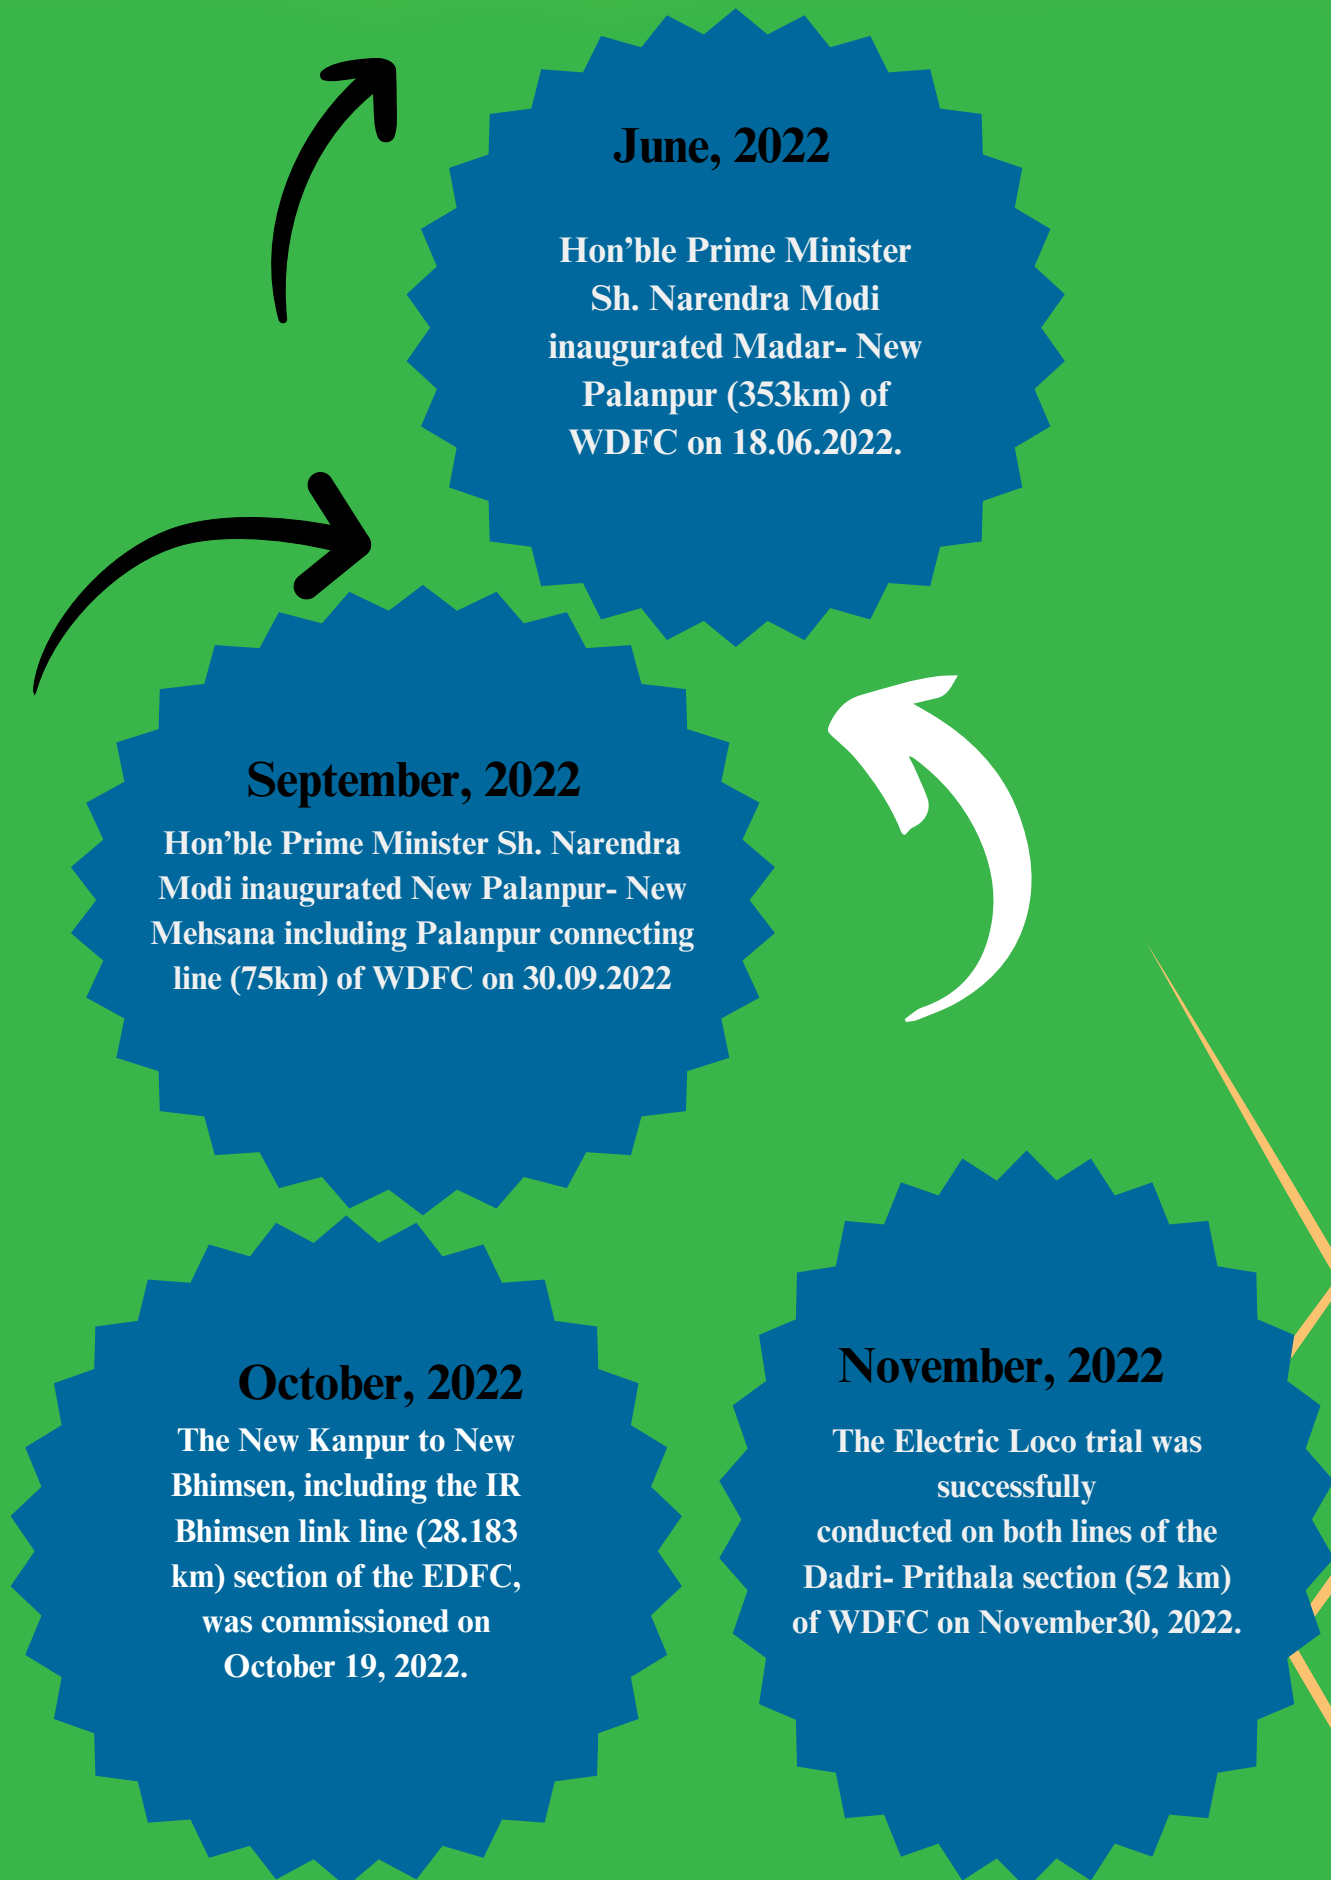 June, 2022
Hon’ble Prime Minister
Sh. Narendra Modi
inaugurated Madar- New
Palanpur (353km) of
WDFC on 18.06.2022.
September, 2022
Hon’ble Prime Minister Sh. Narendra
Modi inaugurated New Palanpur- New
Mehsana including Palanpur connecting
line (75km) of WDFC on 30.09.2022
October, 2022
The New Kanpur to New
Bhimsen, including the IR
Bhimsen link line (28.183
km) section of the EDFC,
was commissioned on
October 19, 2022.
November, 2022
The Electric Loco trial was
successfully
conducted on both lines of the
Dadri- Prithala section (52 km)
of WDFC on November30, 2022.